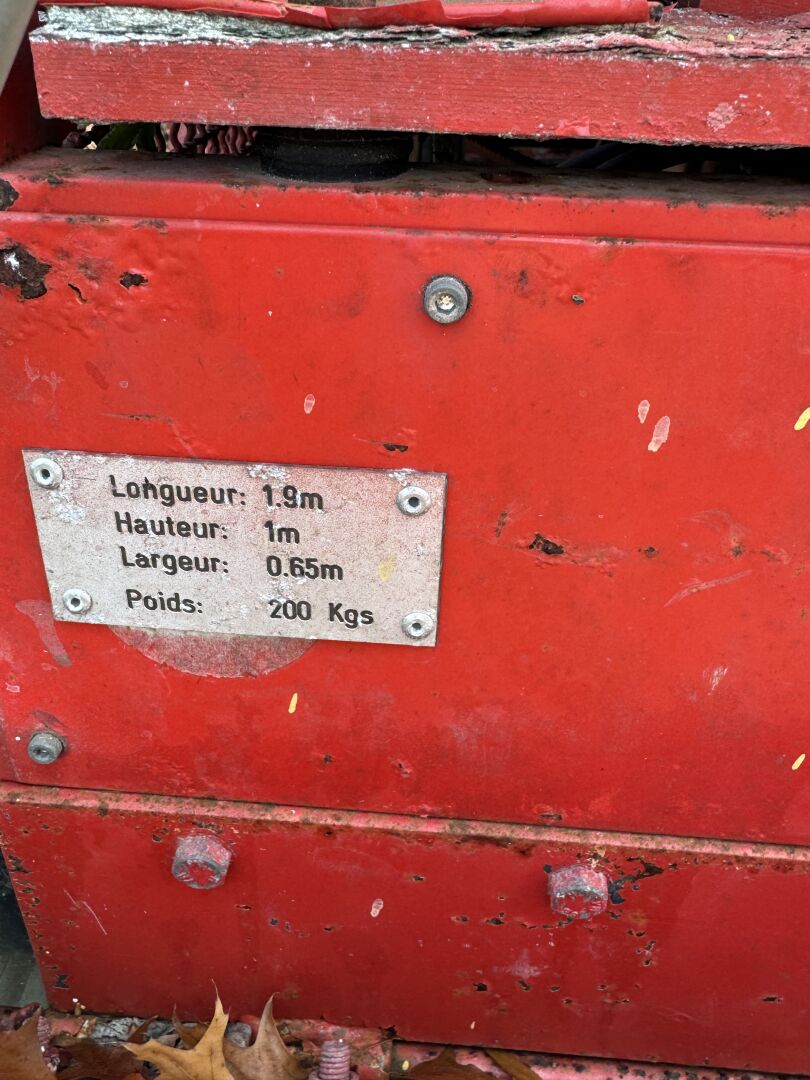 Longueur: 1.9m
Hauteur: 1m
Largeur: 0.65m
Poids: 200 Kgs